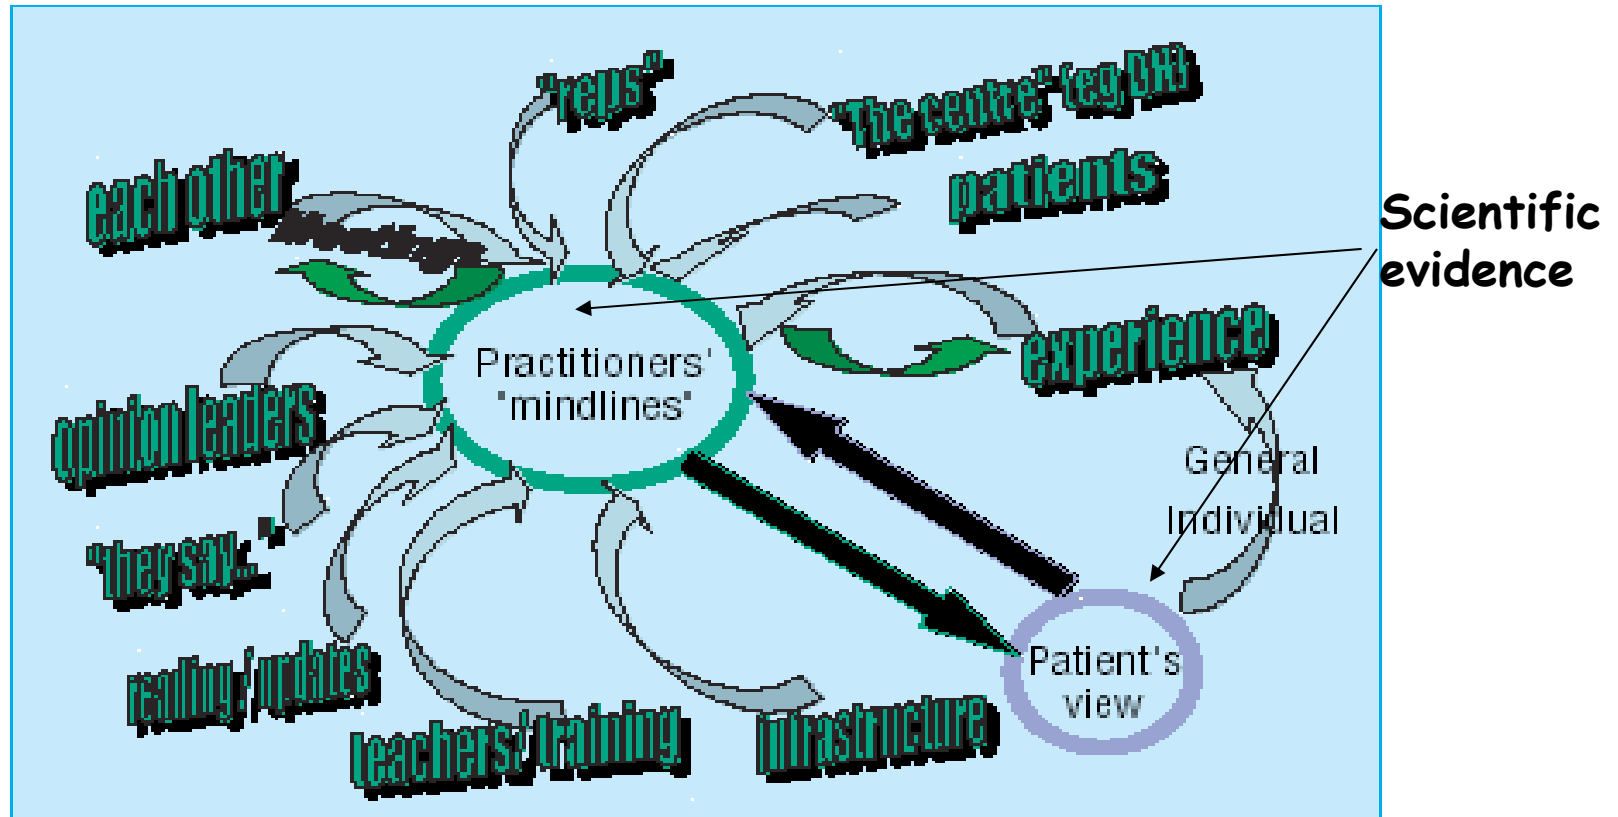 "reps"
"The centre" (eg DH)
each other
Meetings
patients
Scientific
evidence
experience
Practitioners'
"mindlines"
opinion leaders
General
Individual
"they say..."
reading / updates
Patient's
view
teachers / training
infrastructure